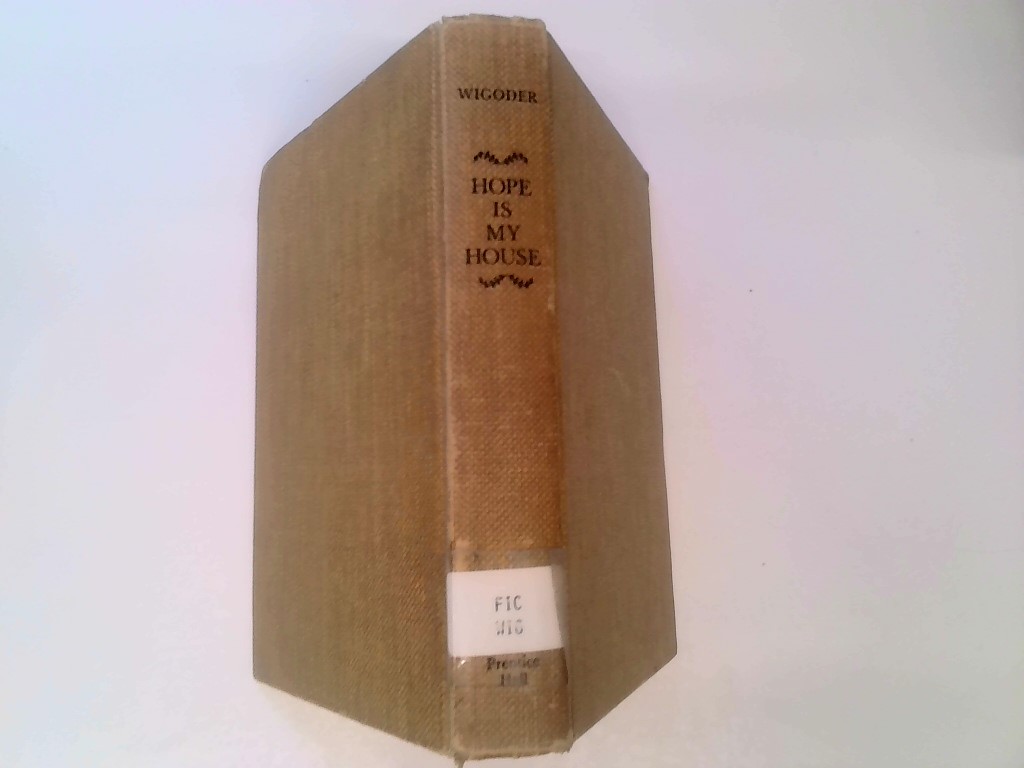 WIGODER
HOPE
IS
MY
HOUSE
FIC
WIG
Prentice
Hall